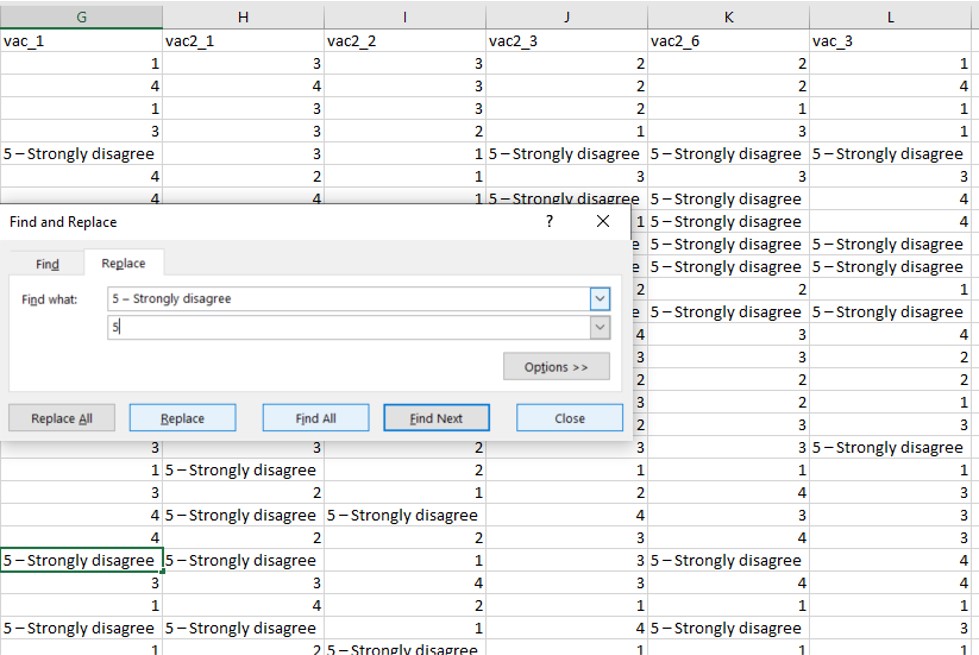 G H I J K L
vac_1 vac2_1 vac2_2 vac2_3 vac2_6 vac_3
1 3 3 2 2 1
4 4 3 2 2 4
1 3 3 2 1 1
3 3 2 1 3 1
5 – Strongly disagree 3 1 5 – Strongly disagree 5 – Strongly disagree 5 – Strongly disagree
4 2 1 3 3 3
4 4 1 5 – Strongly disagree 5 – Strongly disagree 4
Find and Replace ? ×
Find Replace
Find what: 5 – Strongly disagree
5
Options >>
Replace All Replace Find All Find Next Close
1 5 – Strongly disagree 4
e 5 – Strongly disagree 5 – Strongly disagree
e 5 – Strongly disagree 5 – Strongly disagree
2 2 1
e 5 – Strongly disagree 5 – Strongly disagree
4 3 4
3 3 2
2 2 2
3 2 1
2 3 3
3 3 2 3 3 5 – Strongly disagree
1 5 – Strongly disagree 2 1 1 1
3 2 1 2 4 3
4 5 – Strongly disagree 5 – Strongly disagree 4 3 3
4 2 2 3 4 3
5 – Strongly disagree 5 – Strongly disagree 1 3 5 – Strongly disagree 4
3 3 4 3 4 4
1 4 2 1 1 1
5 – Strongly disagree 5 – Strongly disagree 1 4 5 – Strongly disagree 3
1 2 5 – Strongly disagree 1 1 1